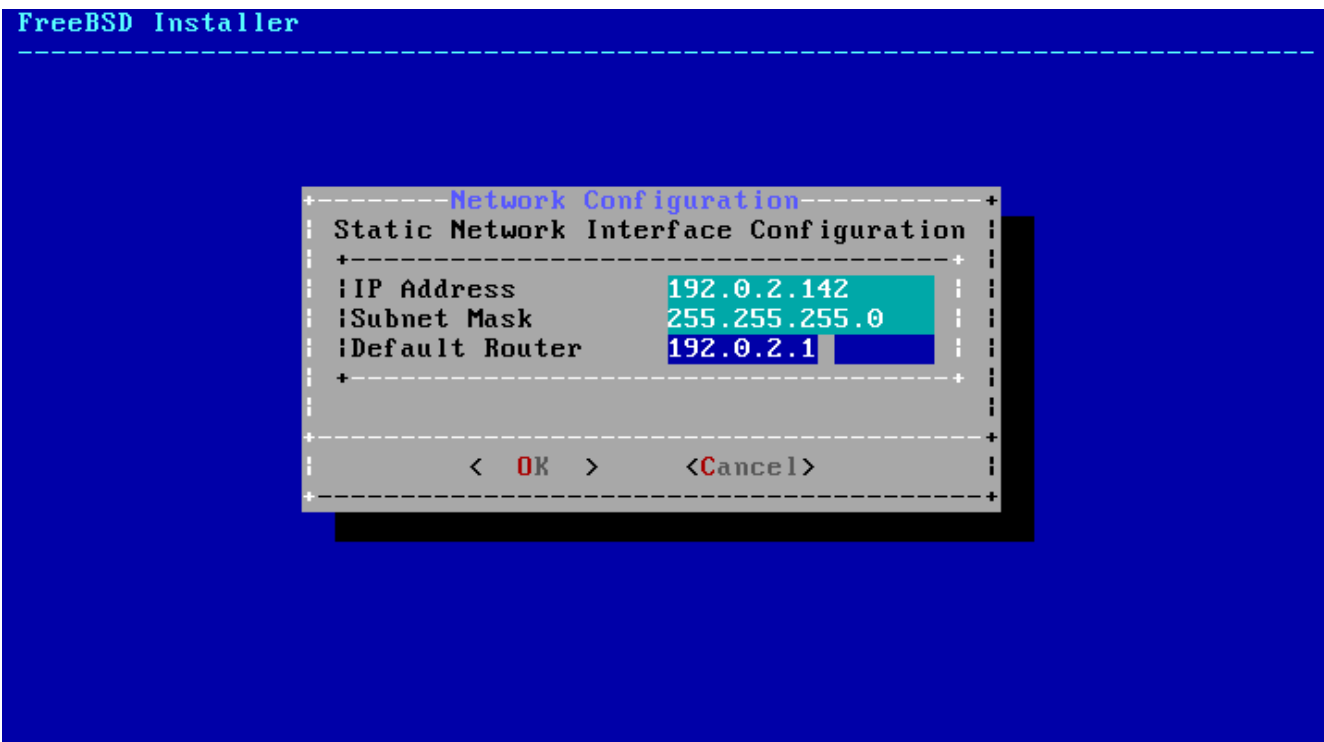 FreeBSD Installer
Network Configuration
Static Network Interface Configuration
IP Address 192.0.2.142
Subnet Mask 255.255.255.0
Default Router 192.0.2.1
< OK > <Cancel>